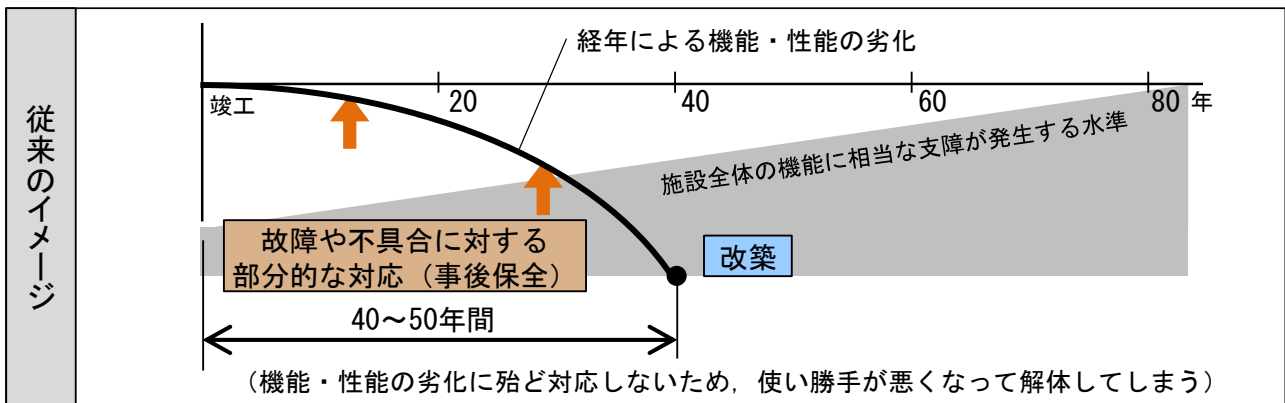 従来のイメージ
経年による機能・性能の劣化
竣工
20
40
60
80
年
施設全体の機能に相当な支障が発生する水準
故障や不具合に対する
部分的な対応（事後保全）
改築
40～50年間
（機能・性能の劣化に殆ど対応しないため，使い勝手が悪くなって解体してしまう）